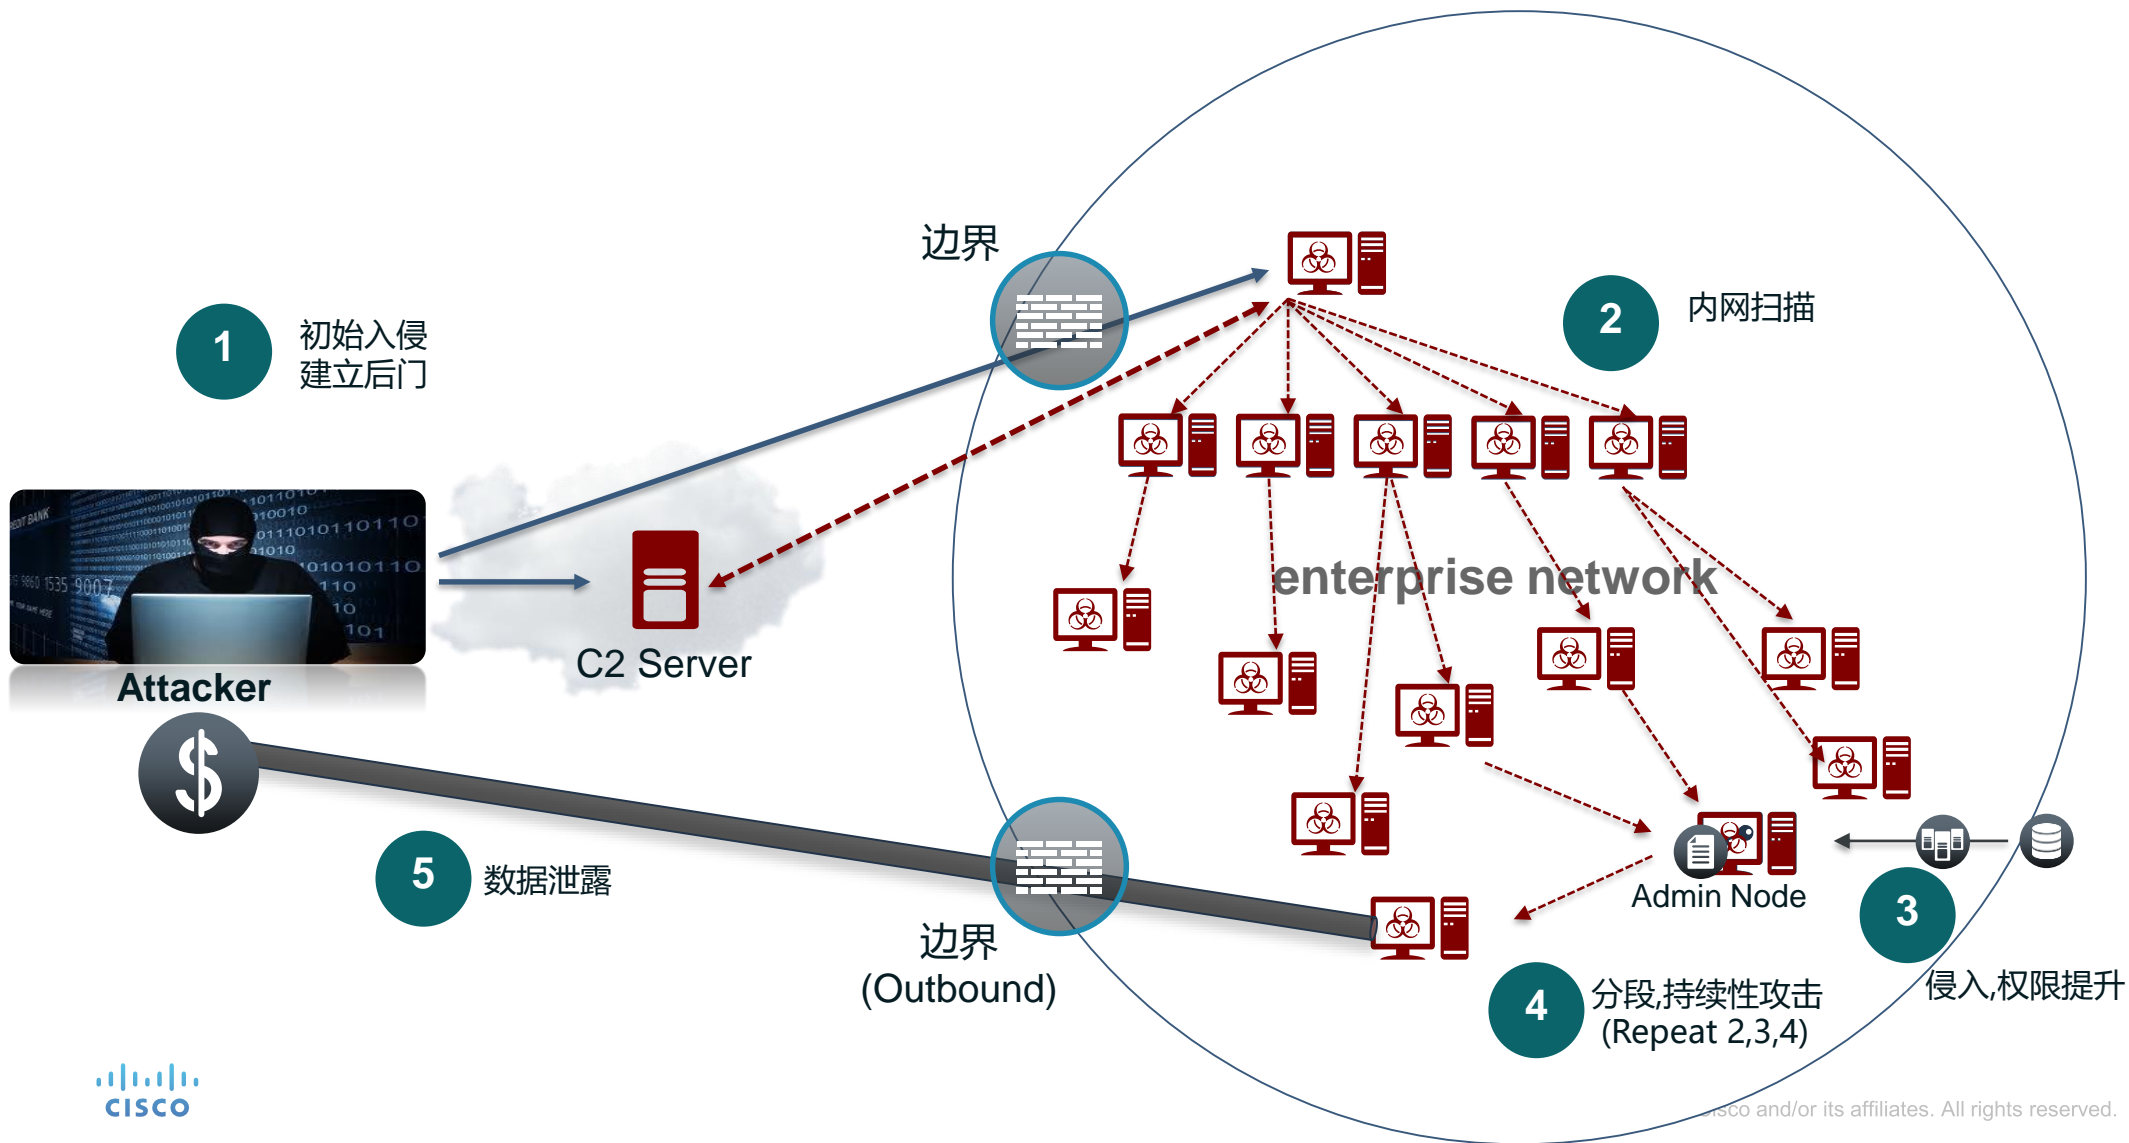 边界
1
初始入侵
建立后门
2
内网扫描
enterprise network
C2 Server
Attacker
$
5
数据泄露
边界
(Outbound)
Admin Node
3
侵入,权限提升
4
分段,持续性攻击
(Repeat 2,3,4)
CISCO
and/or its affiliates. All rights reserved.